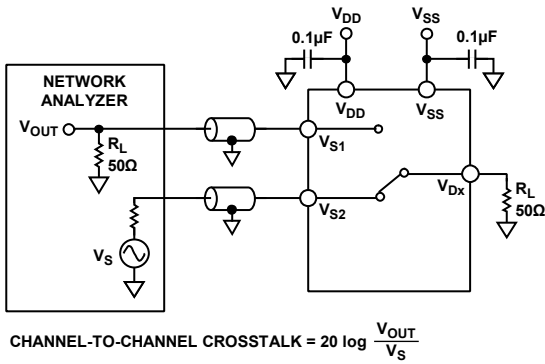 V_DD
V_SS
0.1µF
0.1µF
NETWORK
ANALYZER
V_DD
V_SS
V_OUT
R_L
50Ω
V_S1
V_S2
V_Dx
R_L
50Ω
V_S
CHANNEL-TO-CHANNEL CROSSTALK = 20 log V_OUT
V_S